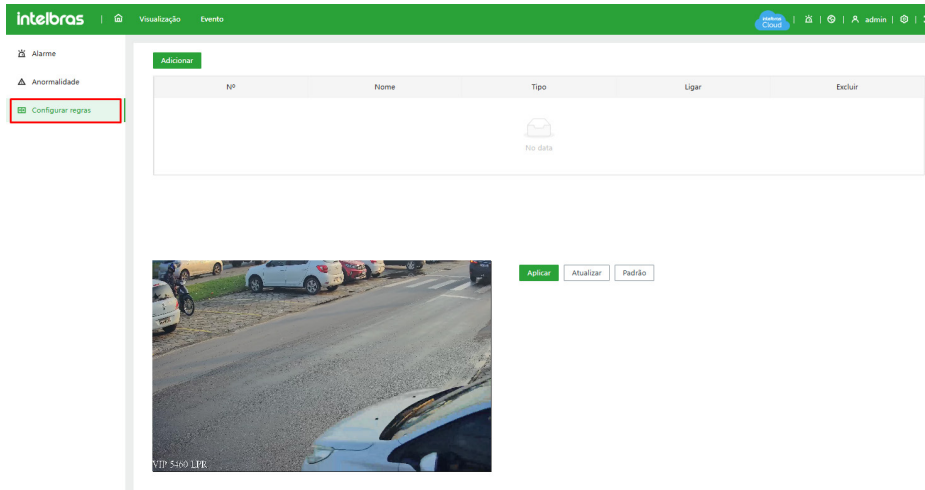 intelbras | Visualização Evento intelbras Cloud | | | admin | |
Alarme
Anormalidade
Configurar regras
Adicionar
Nº Nome Tipo Ligar Excluir
No data
Aplicar Atualizar Padrão
VIP 5460 LPR